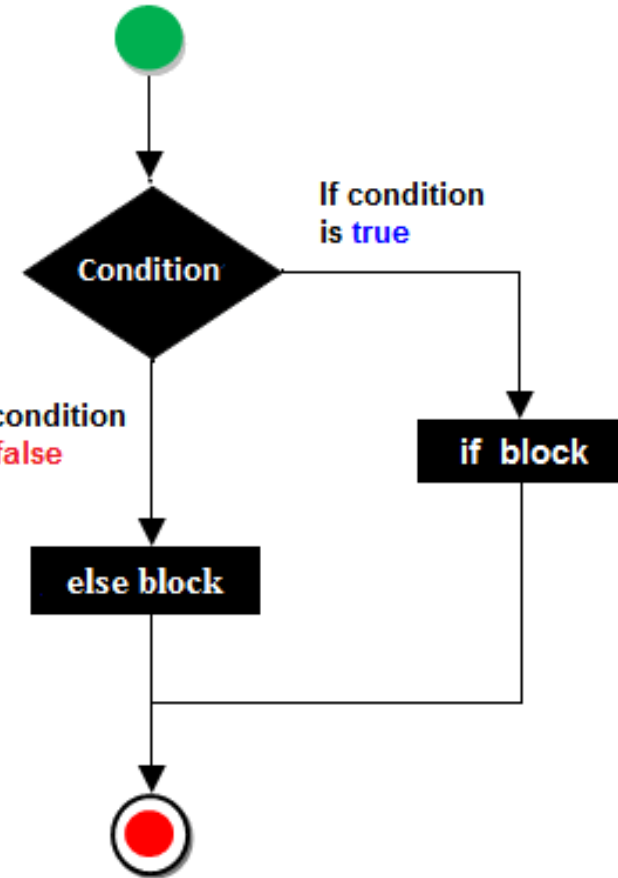 If condition
is true
Condition
condition
false
if block
else block